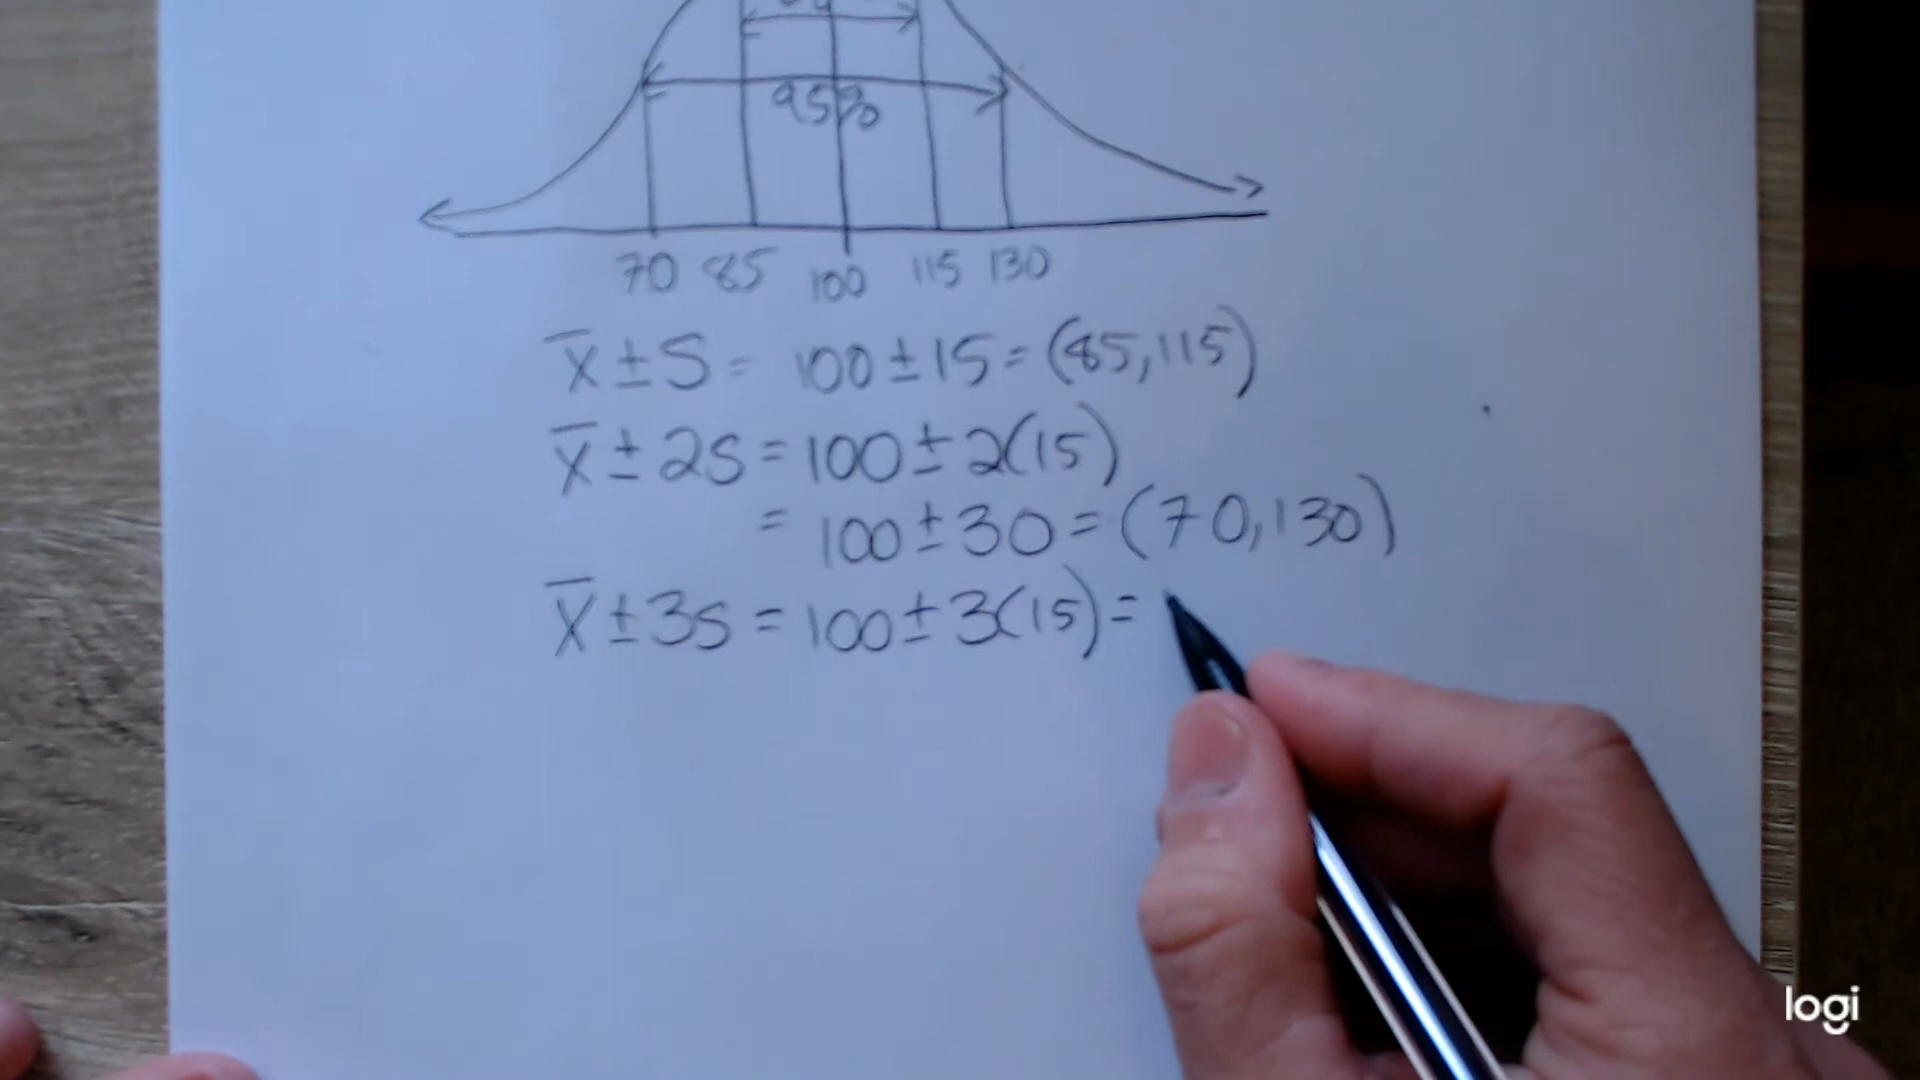 95%
70 85 100 115 130
x̄ ± S = 100 ± 15 = (85, 115)
x̄ ± 2S = 100 ± 2(15)
= 100 ± 30 = (70, 130)
x̄ ± 3S = 100 ± 3(15) =
logi